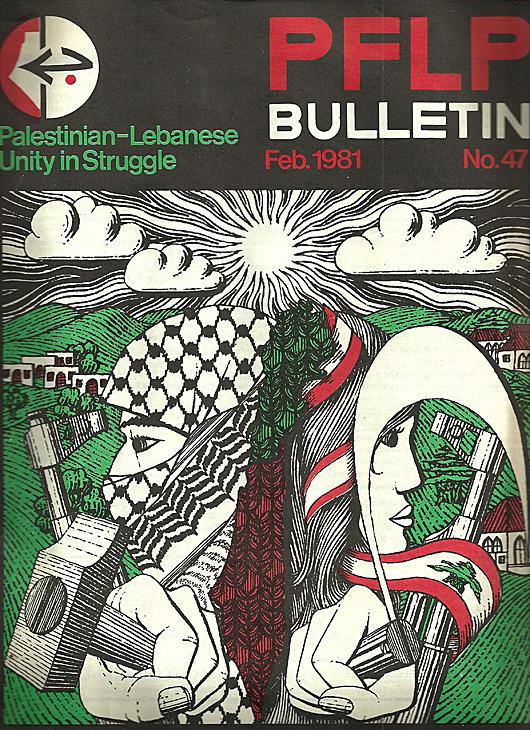 PFLP
BULLETIN
Palestinian-Lebanese
Unity in Struggle
Feb. 1981
No. 47